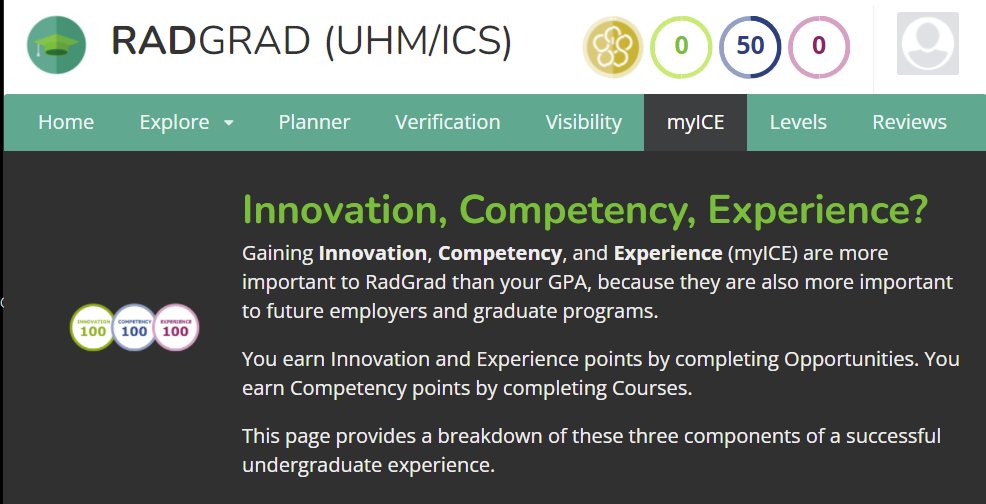 RADGRAD (UHM/ICS)
0 50 0
Home Explore Planner Verification Visibility myICE Levels Reviews
Innovation, Competency, Experience?
Gaining Innovation, Competency, and Experience (myICE) are more
important to RadGrad than your GPA, because they are also more important
to future employers and graduate programs.
INNOVATION COMPETENCY EXPERIENCE
100 100 100
You earn Innovation and Experience points by completing Opportunities. You
earn Competency points by completing Courses.
This page provides a breakdown of these three components of a successful
undergraduate experience.